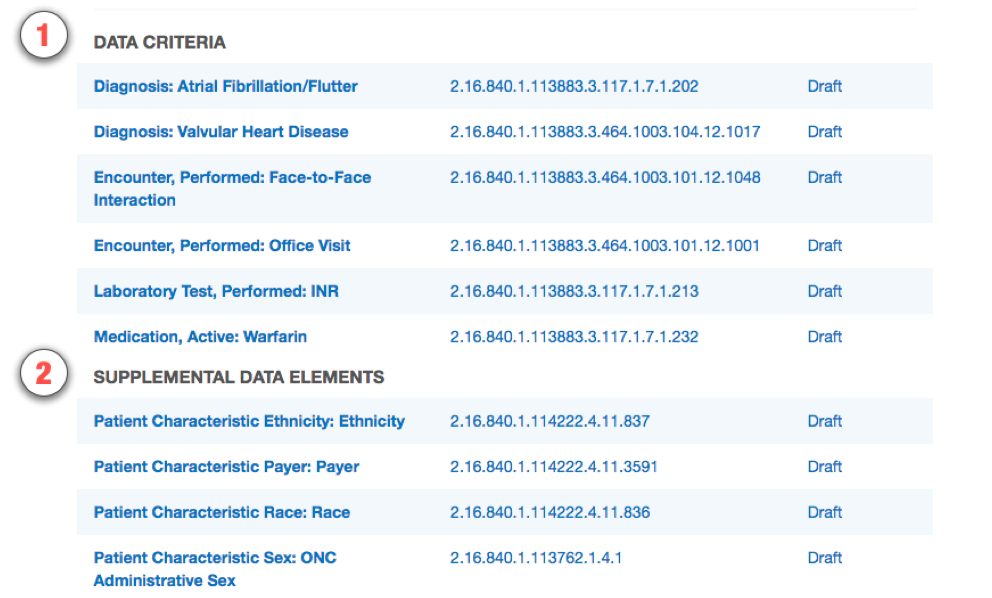 1
DATA CRITERIA
Diagnosis: Atrial Fibrillation/Flutter 2.16.840.1.113883.3.117.1.7.1.202 Draft
Diagnosis: Valvular Heart Disease 2.16.840.1.113883.3.464.1003.104.12.1017 Draft
Encounter, Performed: Face-to-Face 2.16.840.1.113883.3.464.1003.101.12.1048 Draft
Interaction
Encounter, Performed: Office Visit 2.16.840.1.113883.3.464.1003.101.12.1001 Draft
Laboratory Test, Performed: INR 2.16.840.1.113883.3.117.1.7.1.213 Draft
Medication, Active: Warfarin 2.16.840.1.113883.3.117.1.7.1.232 Draft
2
SUPPLEMENTAL DATA ELEMENTS
Patient Characteristic Ethnicity: Ethnicity 2.16.840.1.114222.4.11.837 Draft
Patient Characteristic Payer: Payer 2.16.840.1.114222.4.11.3591 Draft
Patient Characteristic Race: Race 2.16.840.1.114222.4.11.836 Draft
Patient Characteristic Sex: ONC 2.16.840.1.113762.1.4.1 Draft
Administrative Sex